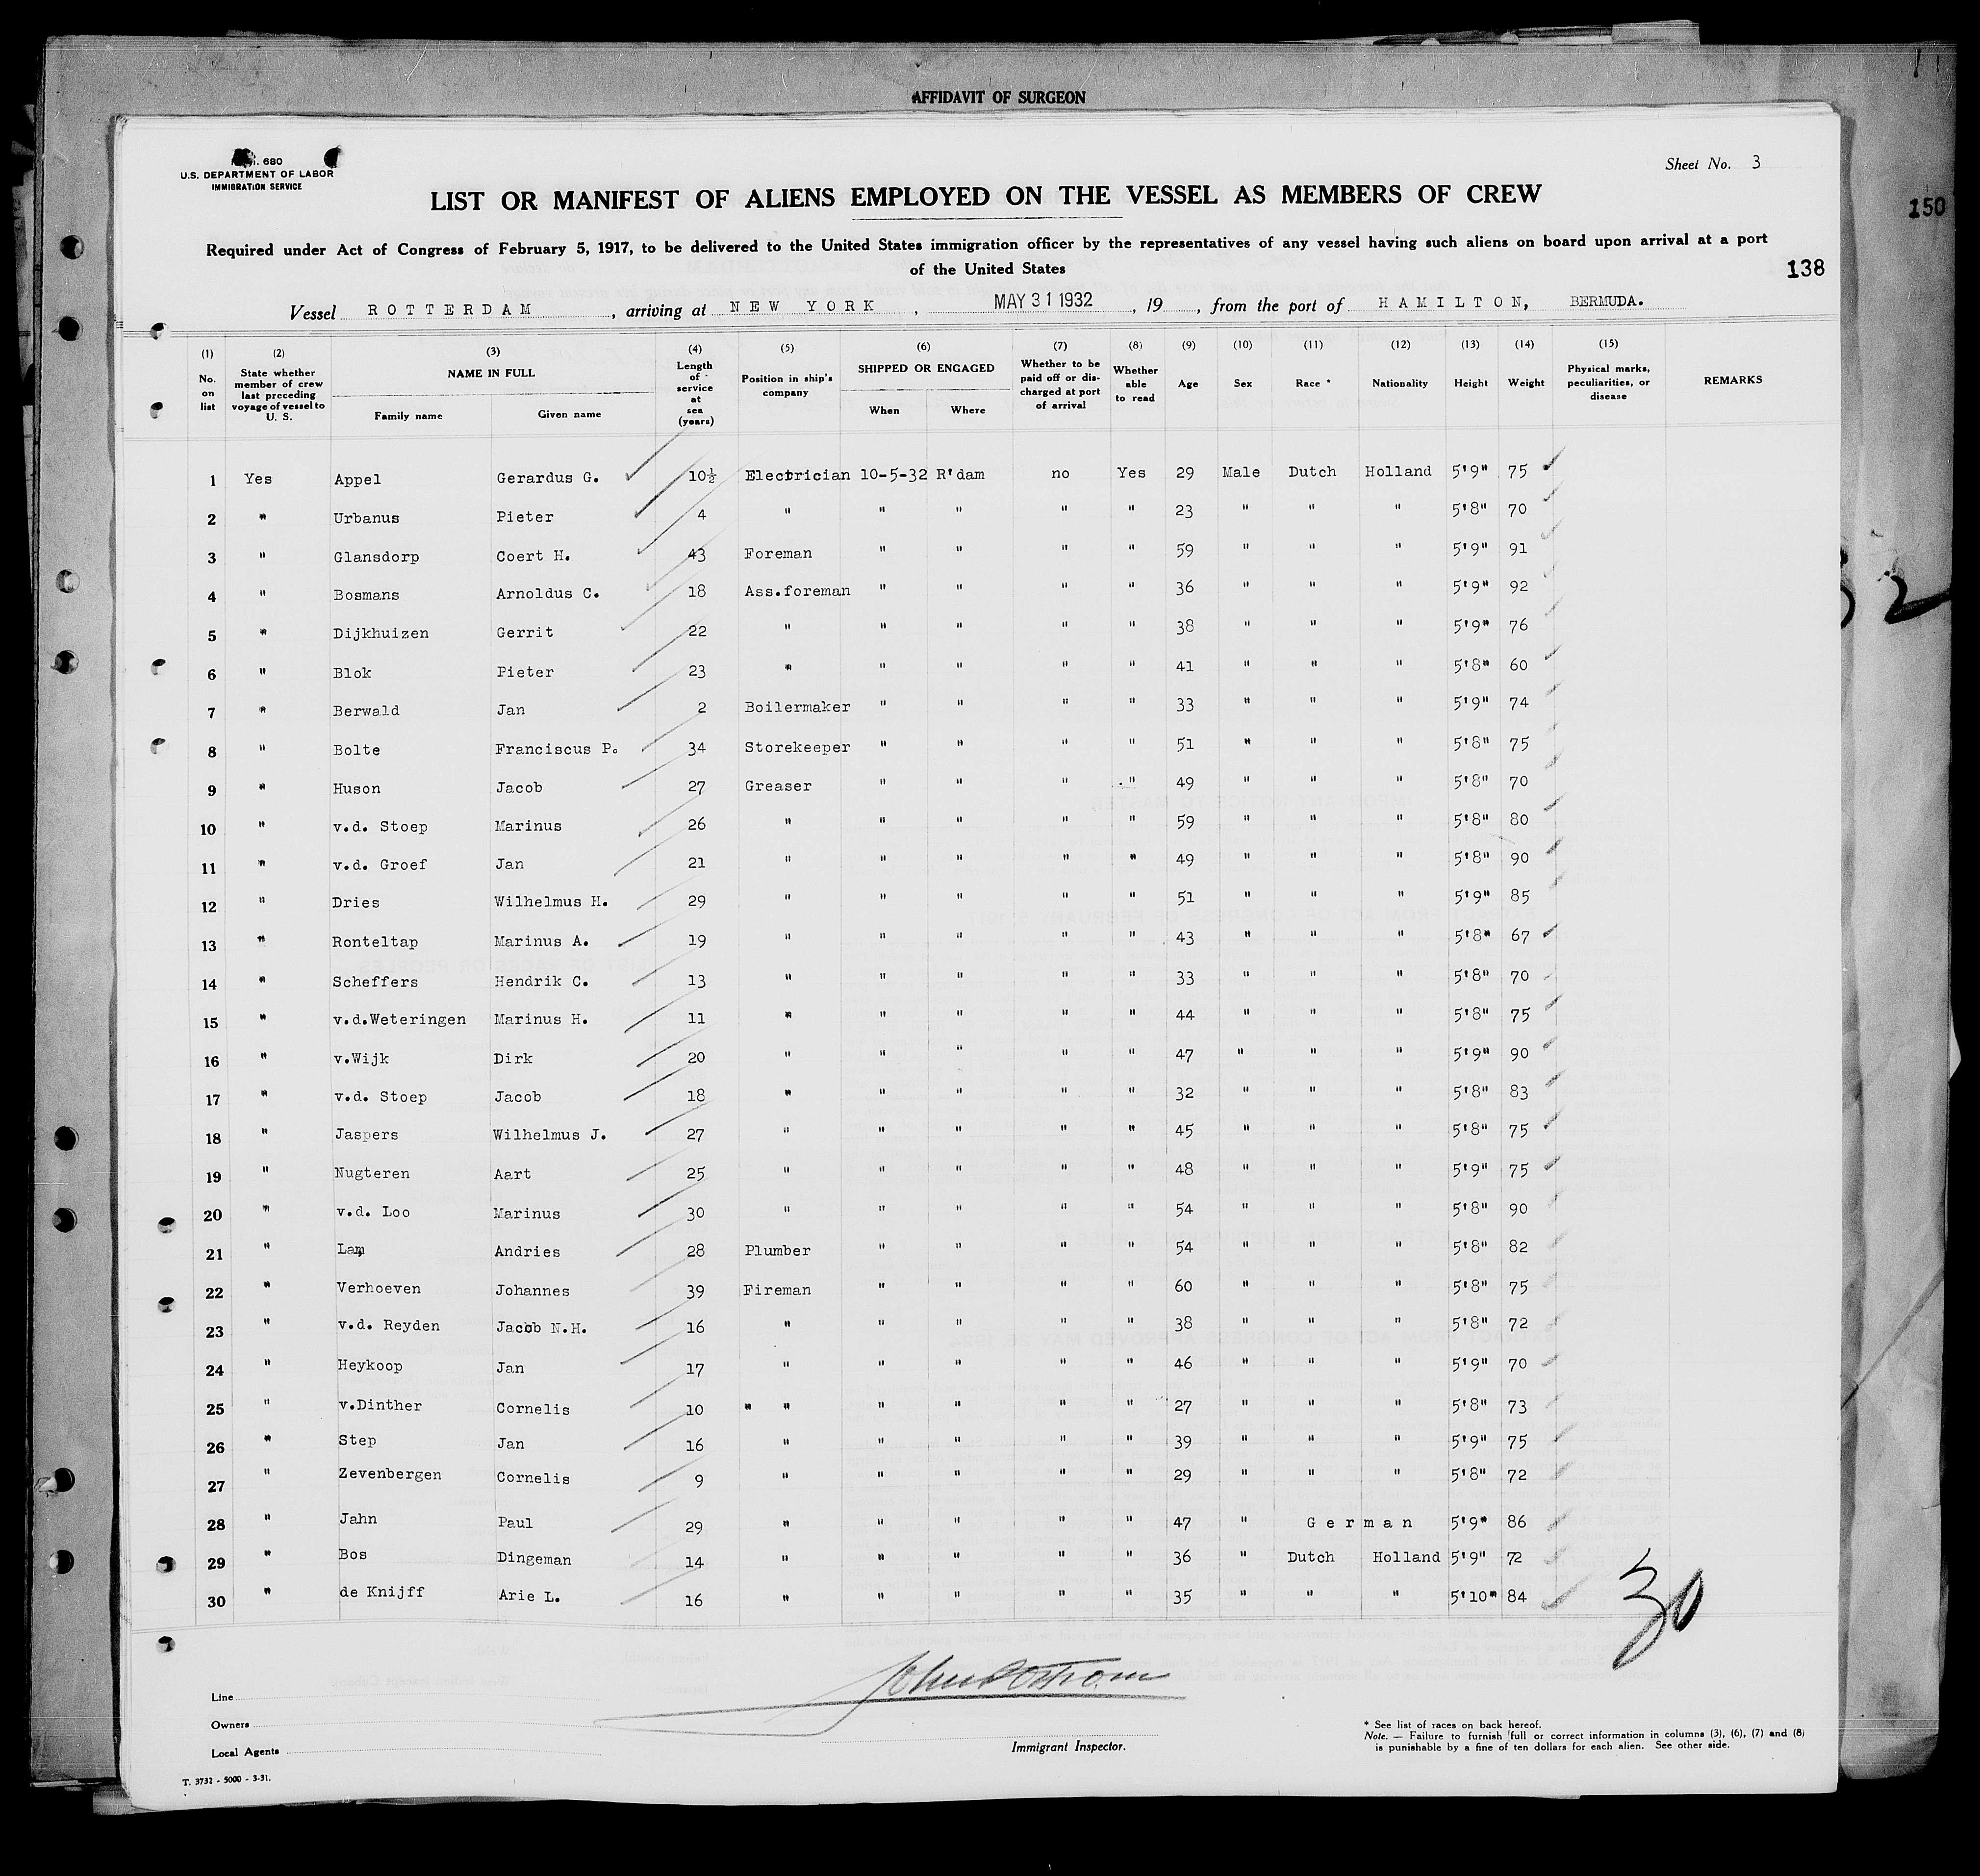 AFFIDAVIT OF SURGEON
680
U.S. DEPARTMENT OF LABOR
IMMIGRATION SERVICE
Sheet No. 3
LIST OR MANIFEST OF ALIENS EMPLOYED ON THE VESSEL AS MEMBERS OF CREW
150
Required under Act of Congress of February 5, 1917, to be delivered to the United States immigration officer by the representatives of any vessel having such aliens on board upon arrival at a port
of the United States
138
Vessel ROTTERDAM, arriving at NEW YORK, MAY 31 1932, 19, from the port of HAMILTON, BERMUDA.
(1) (2) (3) (4) (5) (6) (7) (8) (9) (10) (11) (12) (13) (14) (15)
No. on list State whether member of crew last preceding voyage of vessel to U. S. NAME IN FULL Family name Given name Length of service at sea (years) Position in ship's company SHIPPED OR ENGAGED When Where Whether to be paid off or discharged at port of arrival Whether able to read Age Sex Race * Nationality Height Weight Physical marks, peculiarities, or disease REMARKS
1 Yes Appel Gerardus G. 10½ Electrician 10-5-32 R'dam no Yes 29 Male Dutch Holland 5'9" 75
2 " Urbanus Pieter 4 " " " " " 23 " " " 5'8" 70
3 " Glansdorp Coert H. 43 Foreman " " " " 59 " " " 5'9" 91
4 " Bosmans Arnoldus C. 18 Ass.foreman " " " " 36 " " " 5'9" 92
5 " Dijkhuizen Gerrit 22 " " " " " 38 " " " 5'9" 76
6 " Blok Pieter 23 " " " " " 41 " " " 5'8" 60
7 " Berwald Jan 2 Boilermaker " " " " 33 " " " 5'9" 74
8 " Bolte Franciscus P. 34 Storekeeper " " " " 51 " " " 5'8" 75
9 " Huson Jacob 27 Greaser " " " " 49 " " " 5'8" 70
10 " v.d. Stoep Marinus 26 " " " " " 59 " " " 5'8" 80
11 " v.d. Groef Jan 21 " " " " " 49 " " " 5'8" 90
12 " Dries Wilhelmus H. 29 " " " " " 51 " " " 5'9" 85
13 " Ronteltap Marinus A. 19 " " " " " 43 " " " 5'8" 67
14 " Scheffers Hendrik C. 13 " " " " " 33 " " " 5'8" 70
15 " v.d.Weteringen Marinus H. 11 " " " " " 44 " " " 5'8" 75
16 " v.Wijk Dirk 20 " " " " " 47 " " " 5'9" 90
17 " v.d. Stoep Jacob 18 " " " " " 32 " " " 5'8" 83
18 " Jaspers Wilhelmus J. 27 " " " " " 45 " " " 5'8" 75
19 " Nugteren Aart 25 " " " " " 48 " " " 5'9" 75
20 " v.d. Loo Marinus 30 " " " " " 54 " " " 5'8" 90
21 " Lam Andries 28 Plumber " " " " 54 " " " 5'8" 82
22 " Verhoeven Johannes 39 Fireman " " " " 60 " " " 5'8" 75
23 " v.d. Reyden Jacob N.H. 16 " " " " " 38 " " " 5'8" 72
24 " Heykoop Jan 17 " " " " " 46 " " " 5'9" 70
25 " v.Dinther Cornelis 10 " " " " " " 27 " " " 5'8" 73
26 " Step Jan 16 " " " " " 39 " " " 5'9" 75
27 " Zevenbergen Cornelis 9 " " " " " 29 " " " 5'8" 72
28 " Jahn Paul 29 " " " " " 47 " German 5'9" 86
29 " Bos Dingeman 14 " " " " " 36 " Dutch Holland 5'9" 72
30 " de Knijff Arie L. 16 " " " " " 35 " " " 5'10" 84
30
Line
Owners
Local Agents
Immigrant Inspector.
* See list of races on back hereof.
Note. — Failure to furnish full or correct information in columns (3), (6), (7) and (8)
is punishable by a fine of ten dollars for each alien. See other side.
T. 3732 - 5000 - 3-31.